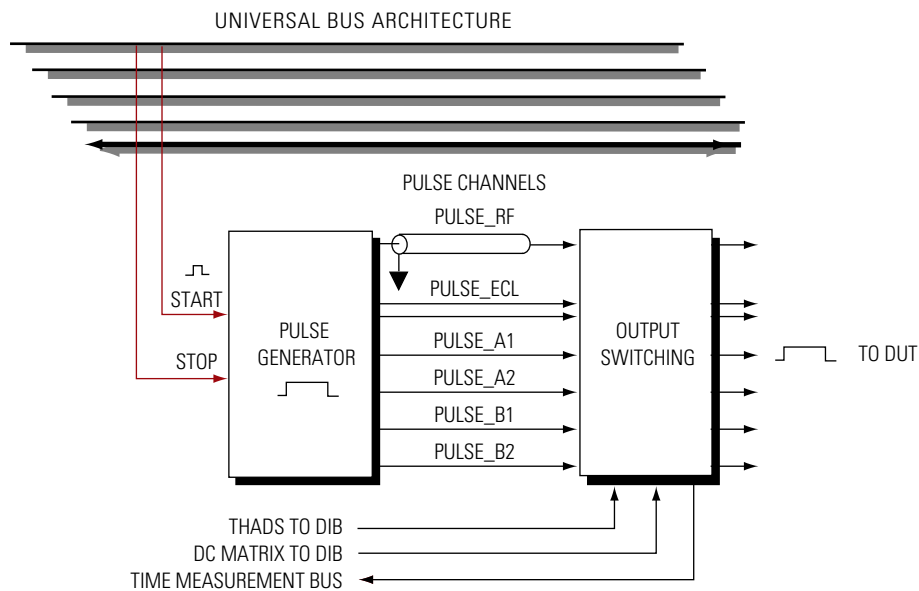 UNIVERSAL BUS ARCHITECTURE
PULSE CHANNELS
PULSE_RF
START
PULSE_ECL
PULSE
GENERATOR
OUTPUT
SWITCHING
PULSE_A1
STOP
TO DUT
PULSE_A2
PULSE_B1
PULSE_B2
THADS TO DIB
DC MATRIX TO DIB
TIME MEASUREMENT BUS